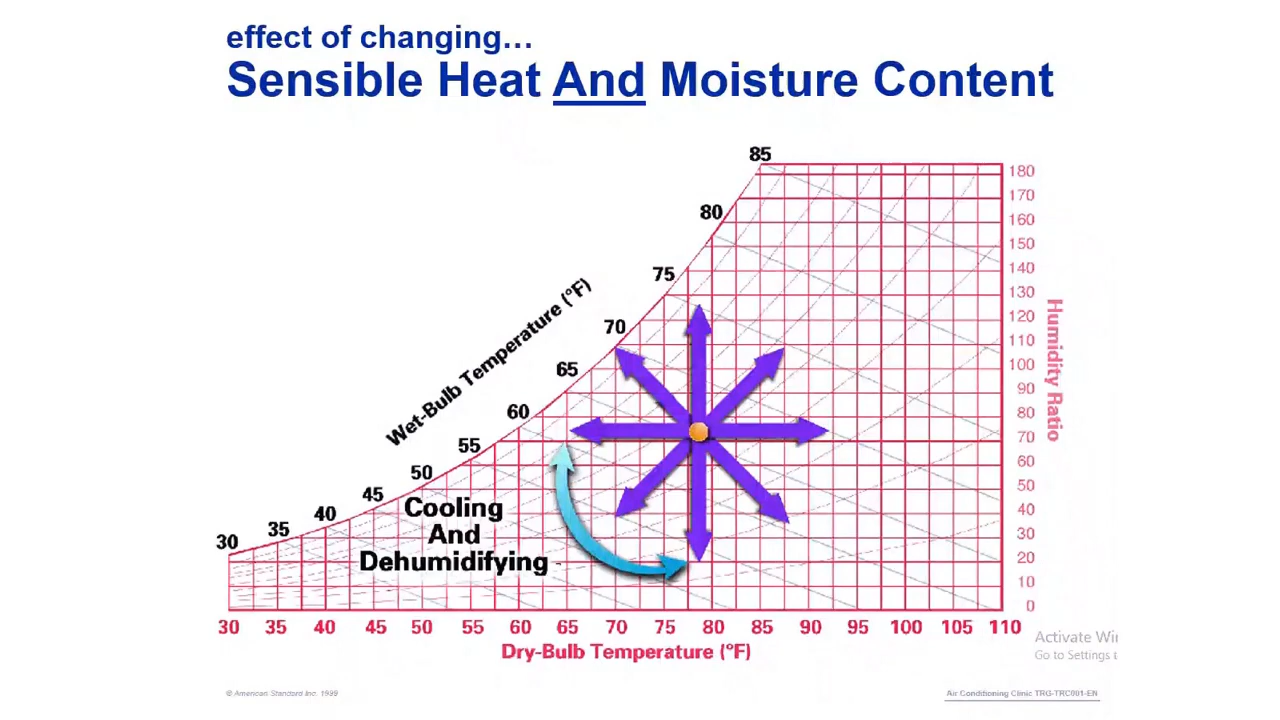 effect of changing…
Sensible Heat And Moisture Content
85
80
75
70
65
60
55
50
45
40
35
30
Wet-Bulb Temperature (°F)
180
170
160
150
140
130
120
110
100
90
80
70
60
50
40
30
20
10
0
Humidity Ratio
Cooling
And
Dehumidifying
30 35 40 45 50 55 60 65 70 75 80 85 90 95 100 105 110
Dry-Bulb Temperature (°F)
Activate Wi
Go to Settings t
© American Standard Inc. 1999
Air Conditioning Clinic TRG-TRC001-EN